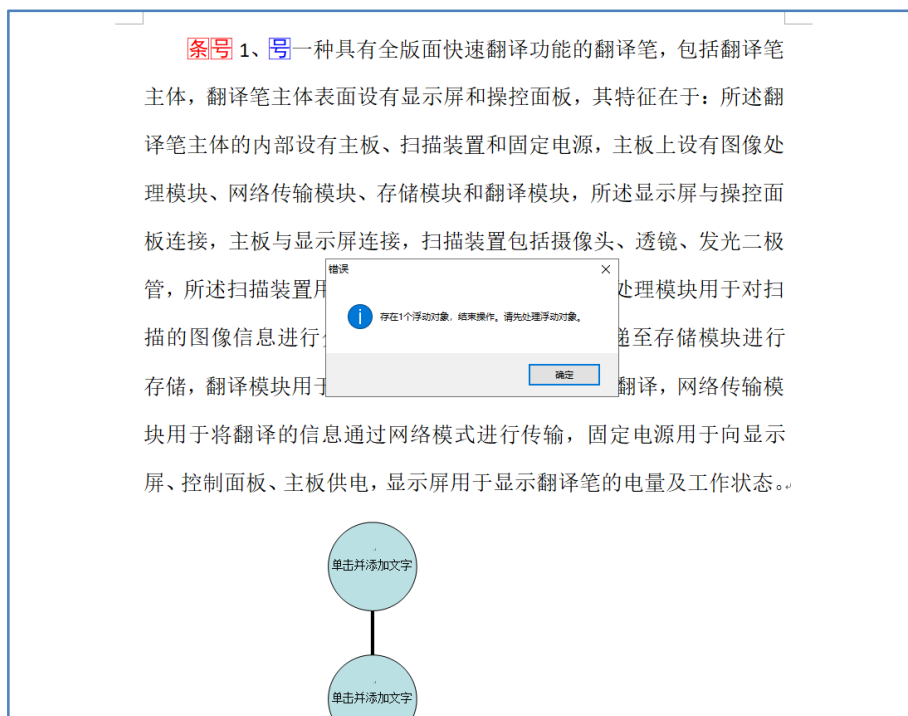 条号 1、号一种具有全版面快速翻译功能的翻译笔，包括翻译笔
主体，翻译笔主体表面设有显示屏和操控面板，其特征在于：所述翻
译笔主体的内部设有主板、扫描装置和固定电源，主板上设有图像处
理模块、网络传输模块、存储模块和翻译模块，所述显示屏与操控面
板连接，主板与显示屏连接，扫描装置包括摄像头、透镜、发光二极
管，所述扫描装置用
处理模块用于对扫
描的图像信息进行
递至存储模块进行
存储，翻译模块用于
翻译，网络传输模
块用于将翻译的信息通过网络模式进行传输，固定电源用于向显示
屏、控制面板、主板供电，显示屏用于显示翻译笔的电量及工作状态。
错误
存在1个浮动对象，结束操作。请先处理浮动对象。
确定
单击并添加文字
单击并添加文字